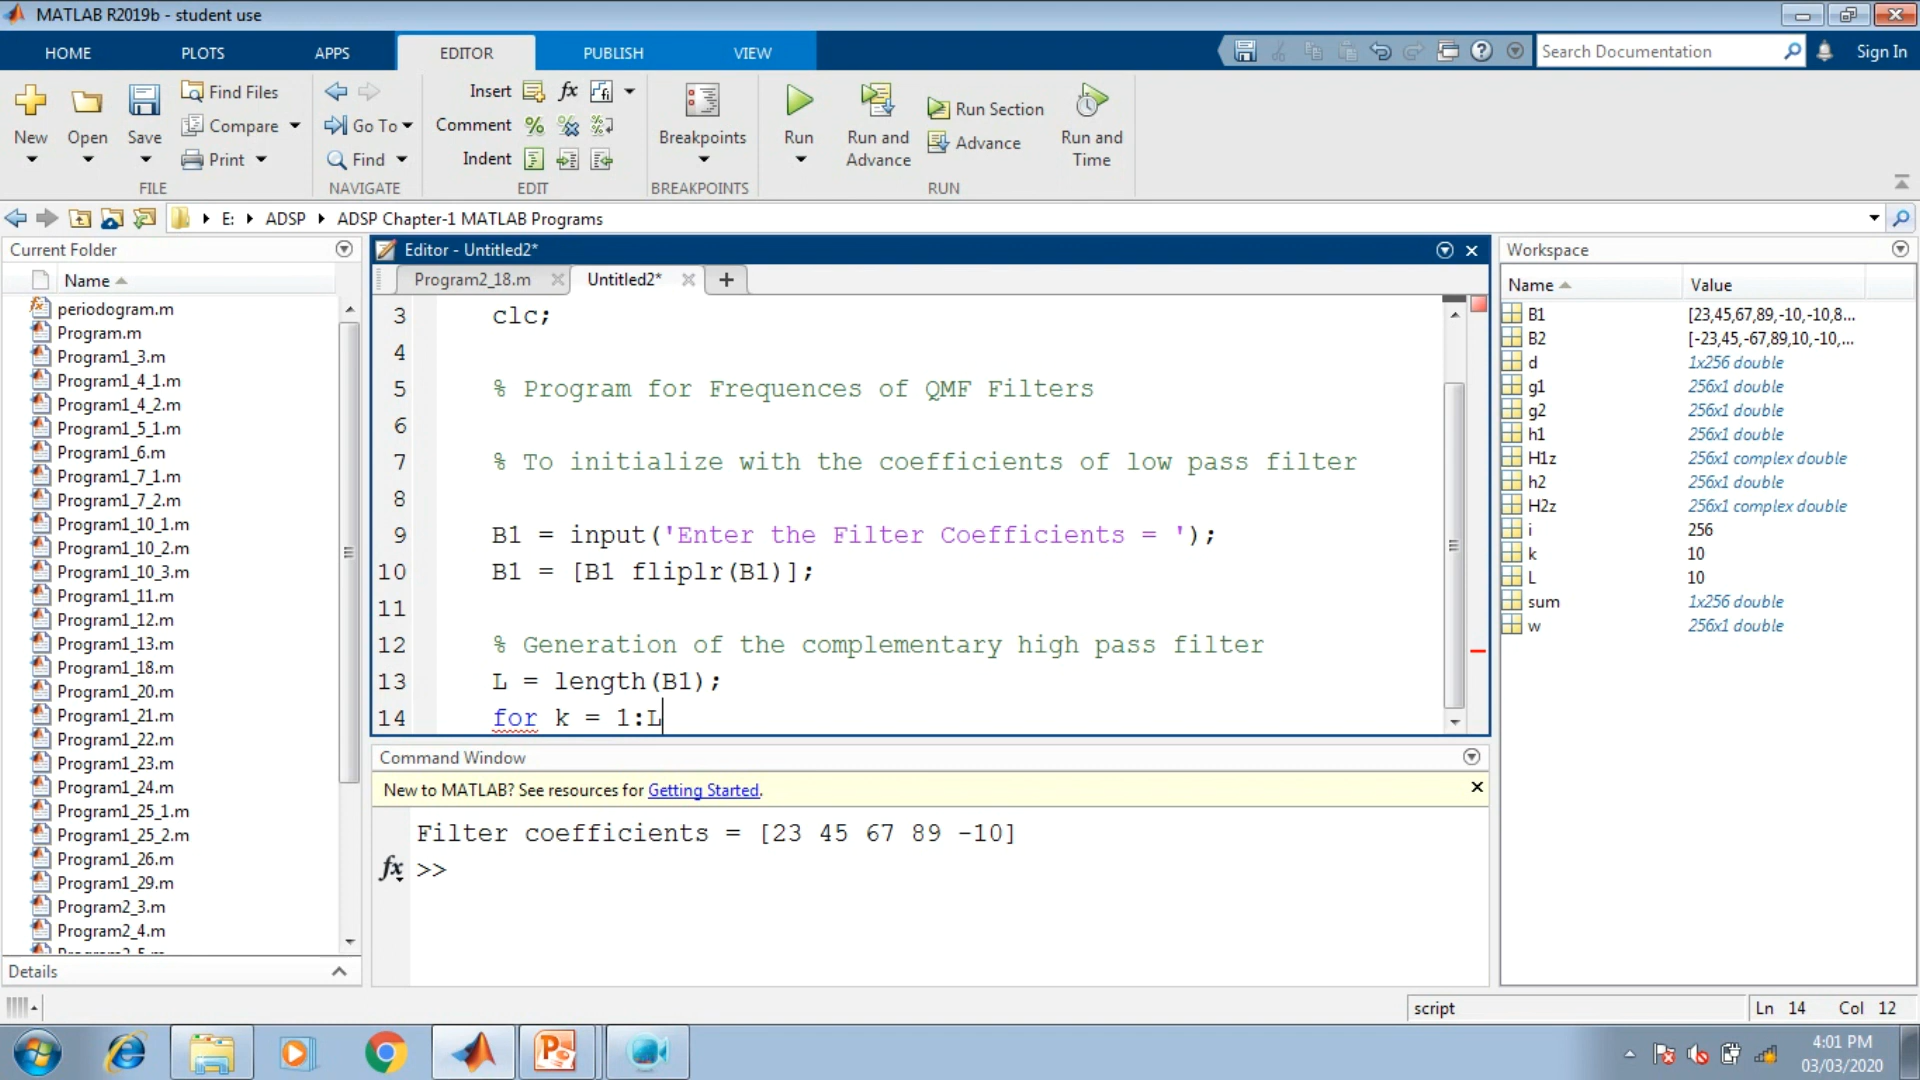 MATLAB R2019b - student use
HOME PLOTS APPS EDITOR PUBLISH VIEW
Search Documentation
Sign In
New Open Save Find Files Compare Print
FILE
Go To Find
NAVIGATE
Insert fx
Comment
Indent
EDIT
Breakpoints
BREAKPOINTS
Run
Run and Advance
Run Section
Advance
Run and Time
RUN
E: ADSP ADSP Chapter-1 MATLAB Programs
Current Folder
Name
periodogram.m
Program.m
Program1_3.m
Program1_4_1.m
Program1_4_2.m
Program1_5_1.m
Program1_6.m
Program1_7_1.m
Program1_7_2.m
Program1_10_1.m
Program1_10_2.m
Program1_10_3.m
Program1_11.m
Program1_12.m
Program1_13.m
Program1_18.m
Program1_20.m
Program1_21.m
Program1_22.m
Program1_23.m
Program1_24.m
Program1_25_1.m
Program1_25_2.m
Program1_26.m
Program1_29.m
Program2_3.m
Program2_4.m
Details
Editor - Untitled2*
Program2_18.m Untitled2*
3 clc;
4
5 % Program for Frequences of QMF Filters
6
7 % To initialize with the coefficients of low pass filter
8
9 B1 = input('Enter the Filter Coefficients = ');
10 B1 = [B1 fliplr(B1)];
11
12 % Generation of the complementary high pass filter
13 L = length(B1);
14 for k = 1:L
Command Window
New to MATLAB? See resources for Getting Started.
Filter coefficients = [23 45 67 89 -10]
fx >>
Workspace
Name Value
B1 [23,45,67,89,-10,-10,8...
B2 [-23,45,-67,89,10,-10,...
d 1x256 double
g1 256x1 double
g2 256x1 double
h1 256x1 double
H1z 256x1 complex double
h2 256x1 double
H2z 256x1 complex double
i 256
k 10
L 10
sum 1x256 double
w 256x1 double
script
Ln 14 Col 12
4:01 PM
03/03/2020